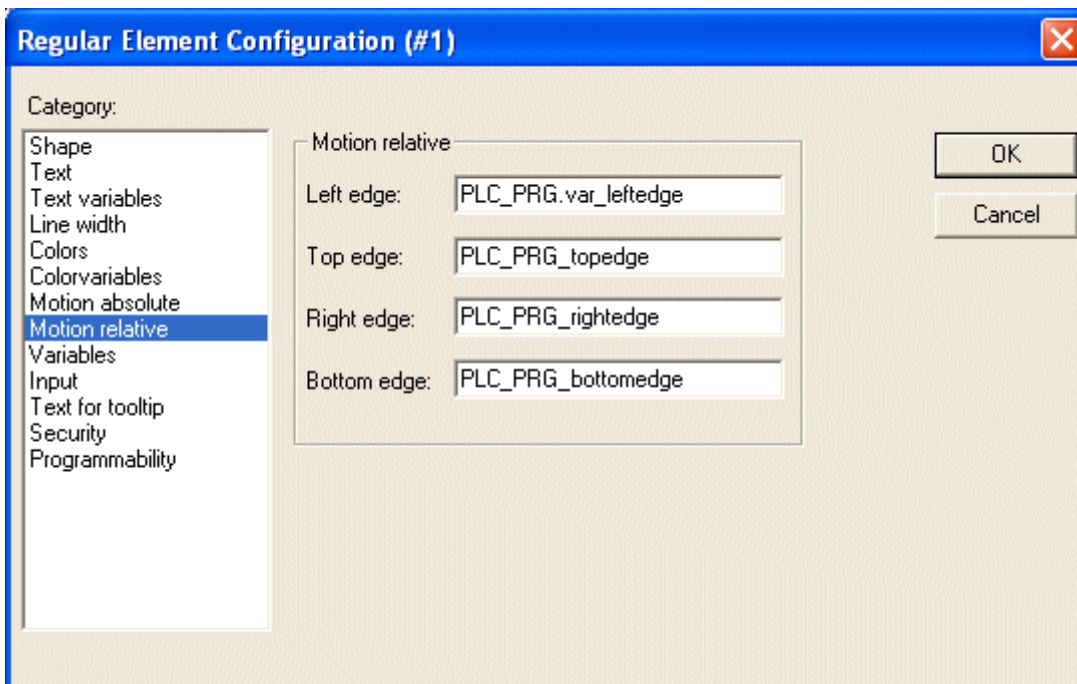 Regular Element Configuration (#1)
Category:
Shape
Text
Text variables
Line width
Colors
Colorvariables
Motion absolute
Motion relative
Variables
Input
Text for tooltip
Security
Programmability
Motion relative
Left edge: PLC_PRG.var_leftedge
Top edge: PLC_PRG_topedge
Right edge: PLC_PRG_rightedge
Bottom edge: PLC_PRG_bottomedge
OK
Cancel